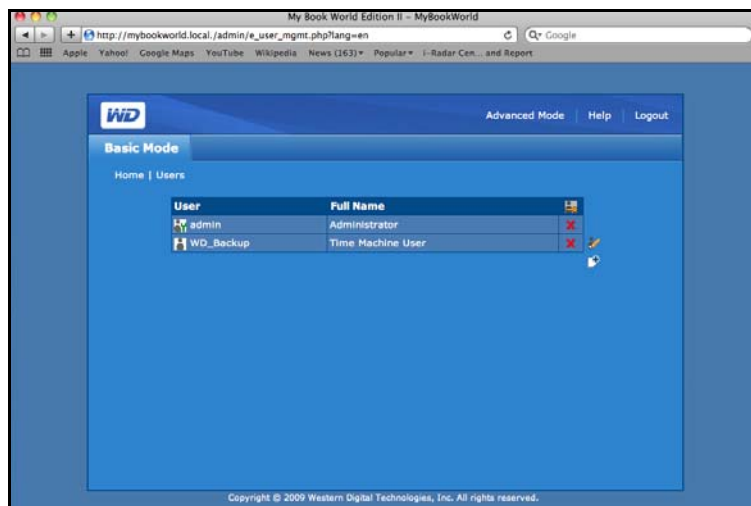 My Book World Edition II – MyBookWorld
http://mybookworld.local./admin/e_user_mgmt.php?lang=en
Google
Apple Yahoo! Google Maps YouTube Wikipedia News (163) Popular i-Radar Cen... and Report
WD
Advanced Mode Help Logout
Basic Mode
Home | Users
User Full Name
admin Administrator
WD_Backup Time Machine User
Copyright © 2009 Western Digital Technologies, Inc. All rights reserved.